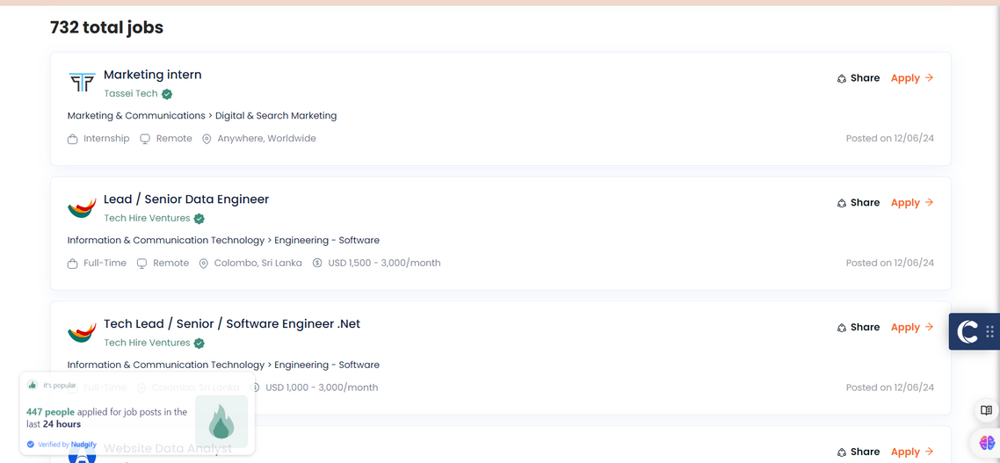 732 total jobs
Marketing intern
Share Apply
Tassei Tech
Marketing & Communications > Digital & Search Marketing
Internship Remote Anywhere, Worldwide
Posted on 12/06/24
Lead / Senior Data Engineer
Share Apply
Tech Hire Ventures
Information & Communication Technology > Engineering - Software
Full-Time Remote Colombo, Sri Lanka USD 1,500 - 3,000/month
Posted on 12/06/24
Tech Lead / Senior / Software Engineer .Net
Share Apply
Tech Hire Ventures
Information & Communication Technology > Engineering - Software
Full-Time Colombo, Sri Lanka USD 1,000 - 3,000/month
Posted on 12/06/24
it's popular
447 people applied for job posts in the
last 24 hours
Verified by Nudgify
Website Data Analyst
Share Apply